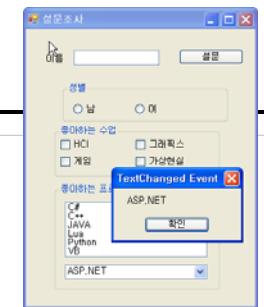 설문조사
이름
설문
성별
남
여
좋아하는 수업
HCI
그래픽스
게임
가상현실
좋아하는 프
C#
C++
JAVA
Lua
Python
VB
ASP.NET
TextChanged Event
ASP.NET
확인